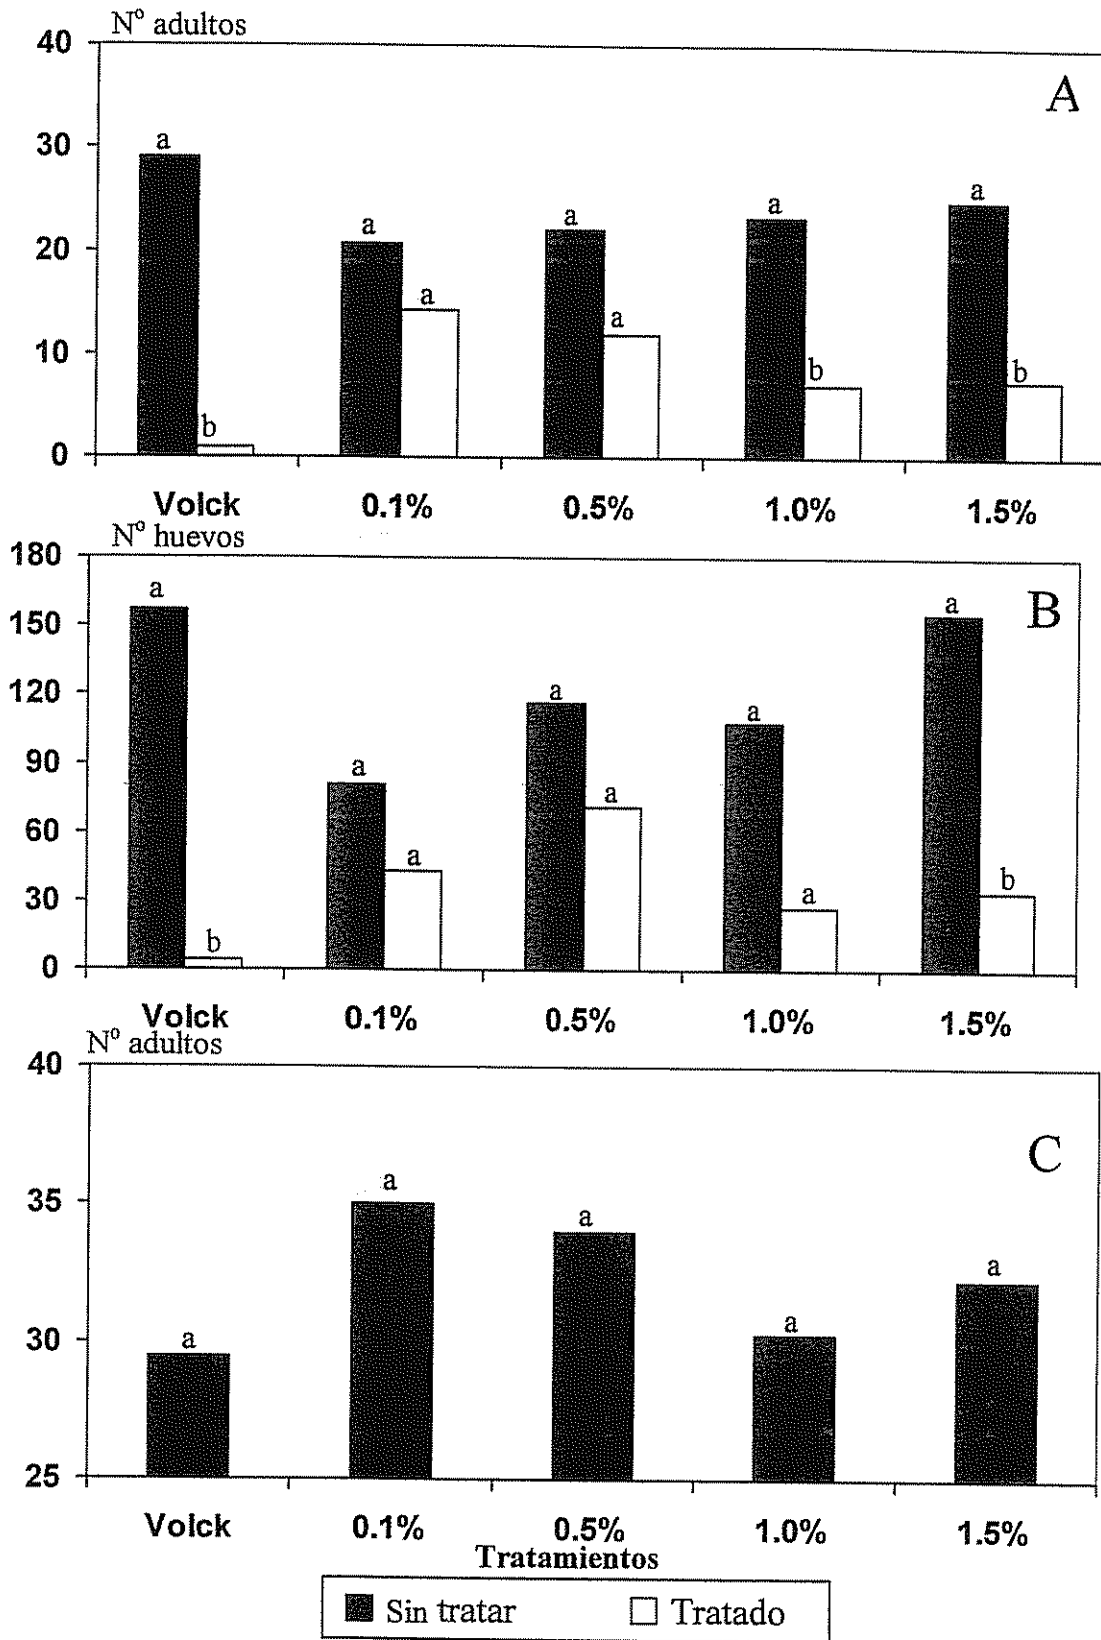 Nº adultos
40
A
30
a
a
a
a
a
20
a
a
10
b
b
b
0
Volck
0.1%
0.5%
1.0%
1.5%
Nº huevos
180
B
a
a
150
120
a
a
90
a
a
60
a
30
a
b
b
0
Volck
0.1%
0.5%
1.0%
1.5%
Nº adultos
40
C
35
a
a
a
30
a
a
25
Volck
0.1%
0.5%
1.0%
1.5%
Tratamientos
Sin tratar
Tratado